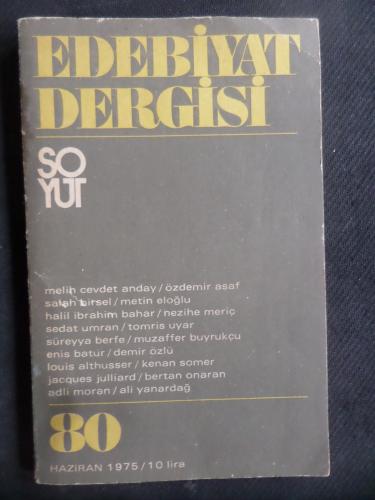 EDEBİYAT
DERGİSİ
SO
YUT
melih cevdet anday / özdemir asaf
salah birsel / metin eloğlu
halil ibrahim bahar / nezihe meriç
sedat umran / tomris uyar
süreyya berfe / muzaffer buyrukçu
enis batur / demir özlü
louis althusser / kenan somer
jacques julliard / bertan onaran
adli moran / ali yanardağ
80
HAZİRAN 1975 / 10 lira